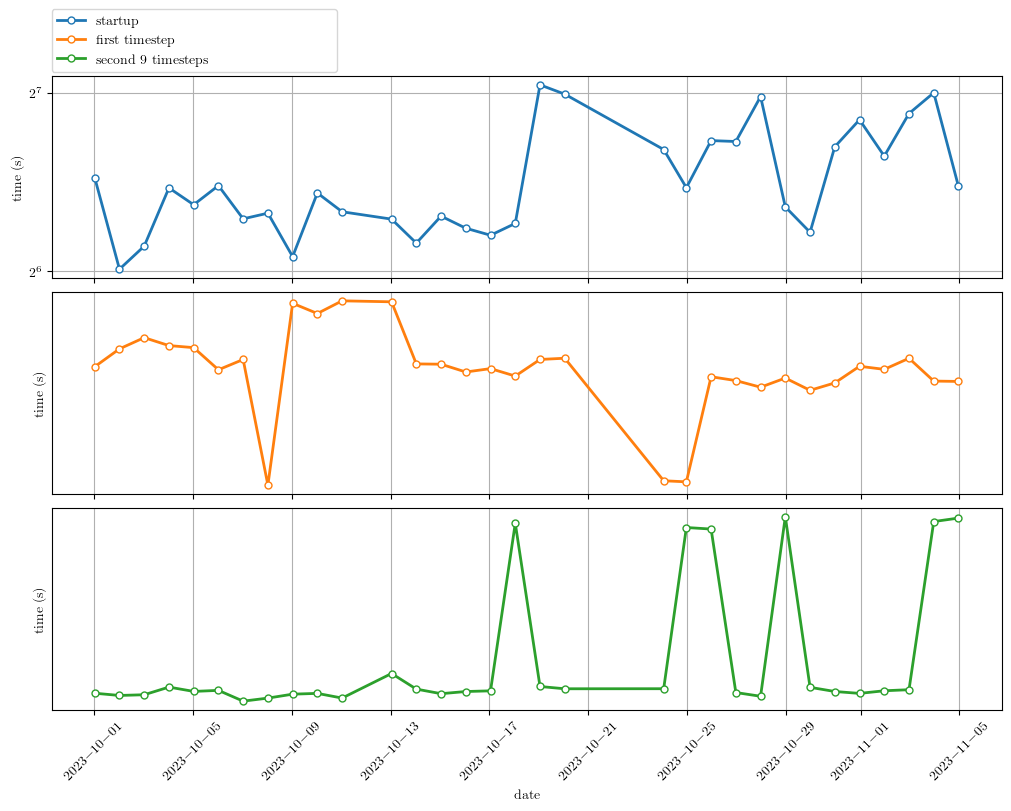 startup
first timestep
second 9 timesteps
2^7
time (s)
2^6
time (s)
time (s)
2023−10−01
2023−10−05
2023−10−09
2023−10−13
2023−10−17
2023−10−21
2023−10−25
2023−10−29
2023−11−01
2023−11−05
date